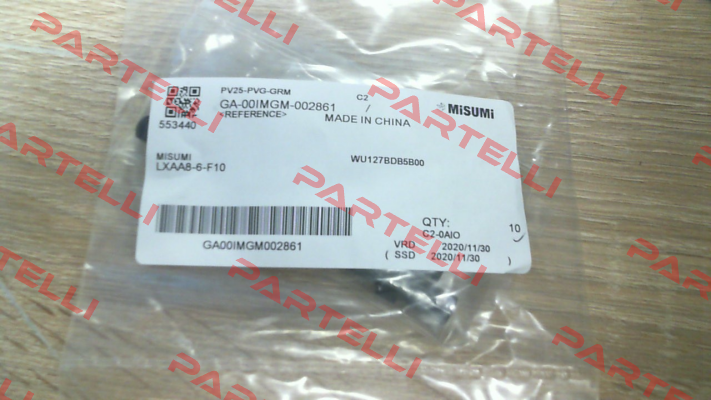 PV25-PVG-GRM
GA-00IMGM-002861 C2 /
<REFERENCE>
MADE IN CHINA
MiSUMi
553440
MISUMI
LXAA8-6-F10
WU127BDB5B00
GA00IMGM002861
QTY: 10
C2-0AIO
VRD 2020/11/30
( SSD 2020/11/30 )
PARTELLI
PARTELLI
PARTELLI
PARTELLI
PARTELLI
PARTELLI
PARTELLI